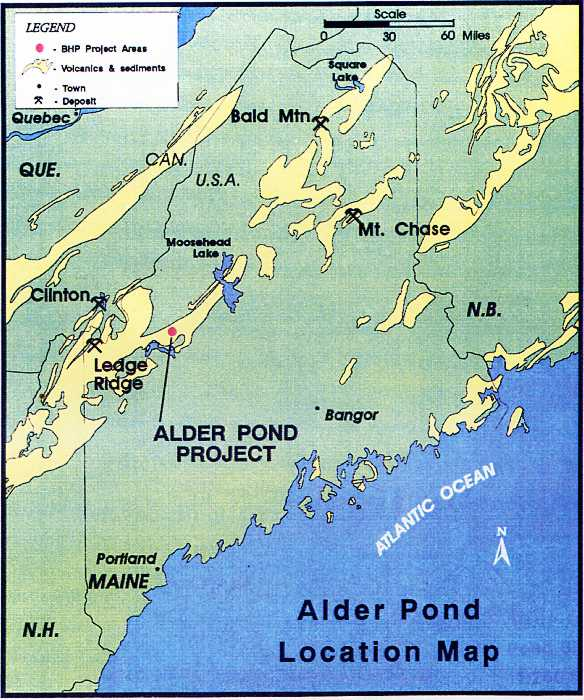 LEGEND
- BHP Project Areas
- Volcanics & sediments
- Town
- Deposit
Scale
0 30 60 Miles
Square
Lake
Quebec
Bald Mtn.
CAN.
QUE.
U.S.A.
Mt. Chase
Moosehead
Lake
Clinton
N.B.
Ledge
Ridge
Bangor
ALDER POND
PROJECT
ATLANTIC OCEAN
N
Portland
MAINE
Alder Pond
Location Map
N.H.